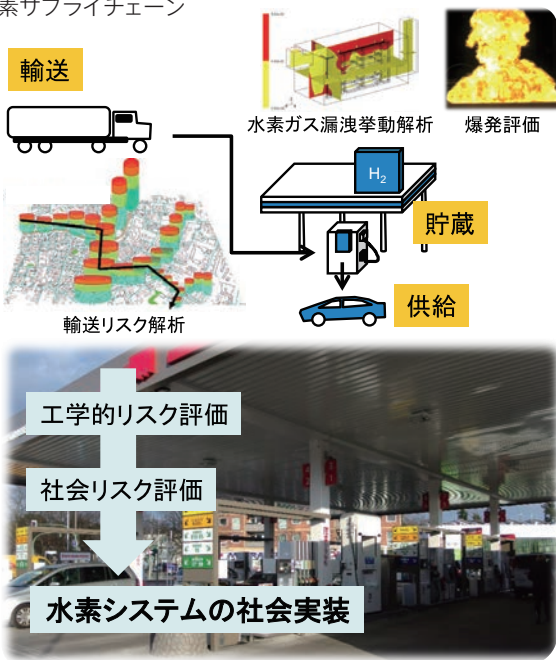 素サプライチェーン
輸送
水素ガス漏洩挙動解析
爆発評価
H2
貯蔵
供給
輸送リスク解析
工学的リスク評価
社会リスク評価
水素システムの社会実装